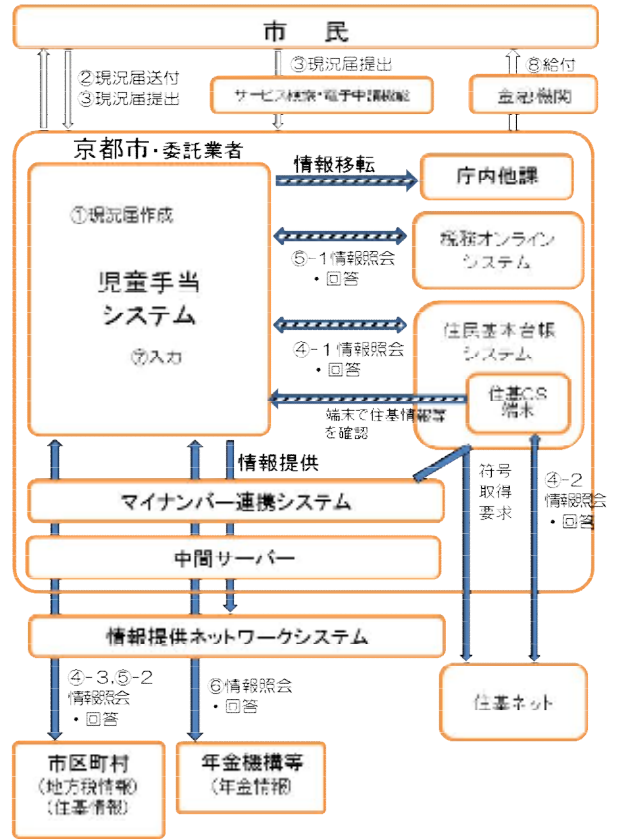 市 民
②現況届送付
③現況届提出
③現況届提出
⑧給付
サービス検索・電子申請機能
金融機関
京都市・委託業者
情報移転
庁内他課
①現況届作成
⑤-1情報照会
・回答
税務オンライン
システム
児童手当
システム
⑦入力
④-1情報照会
・回答
住民基本台帳
システム
住基CS
端末
端末で住基情報等
を確認
情報提供
符号
取得
要求
④-2
情報照会
・回答
マイナンバー連携システム
中間サーバー
情報提供ネットワークシステム
④-3,⑤-2
情報照会
・回答
⑥情報照会
・回答
住基ネット
市区町村
(地方税情報)
(住基情報)
年金機構等
(年金情報)